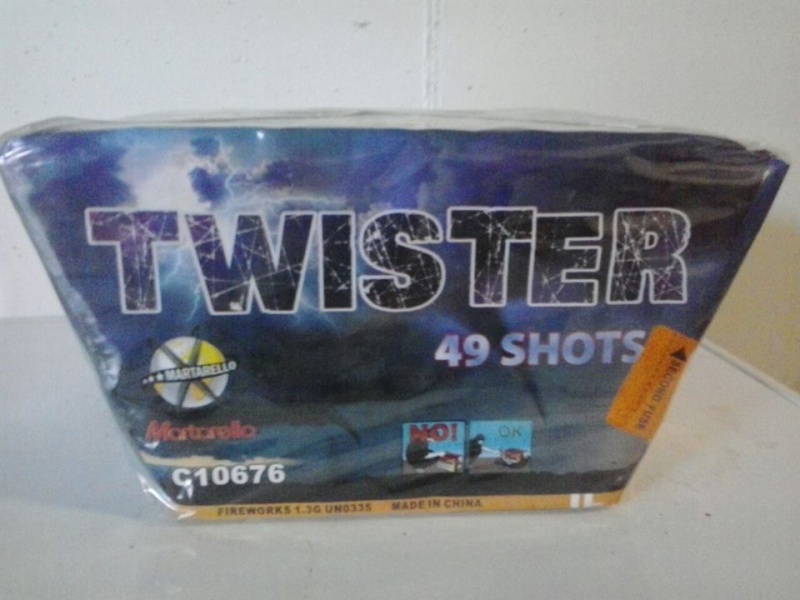 TWISTER
49 SHOTS
SECOND FUSE
MARTARELLO
Martarello
NO!
OK
C10676
FIREWORKS 1.3G UN0335 MADE IN CHINA